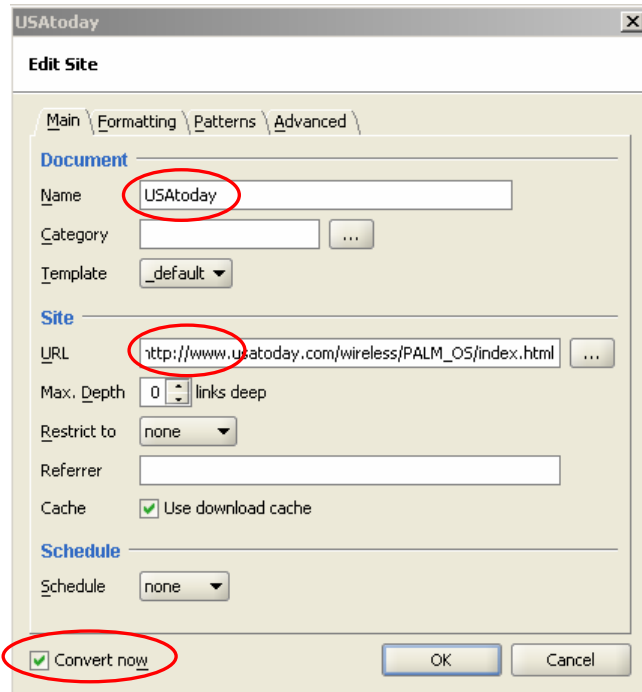 USAtoday
Edit Site
Main Formatting Patterns Advanced
Document
Name USAtoday
Category ...
Template _default
Site
URL http://www.usatoday.com/wireless/PALM_OS/index.html ...
Max. Depth 0 links deep
Restrict to none
Referrer
Cache Use download cache
Schedule
Schedule none
Convert now OK Cancel